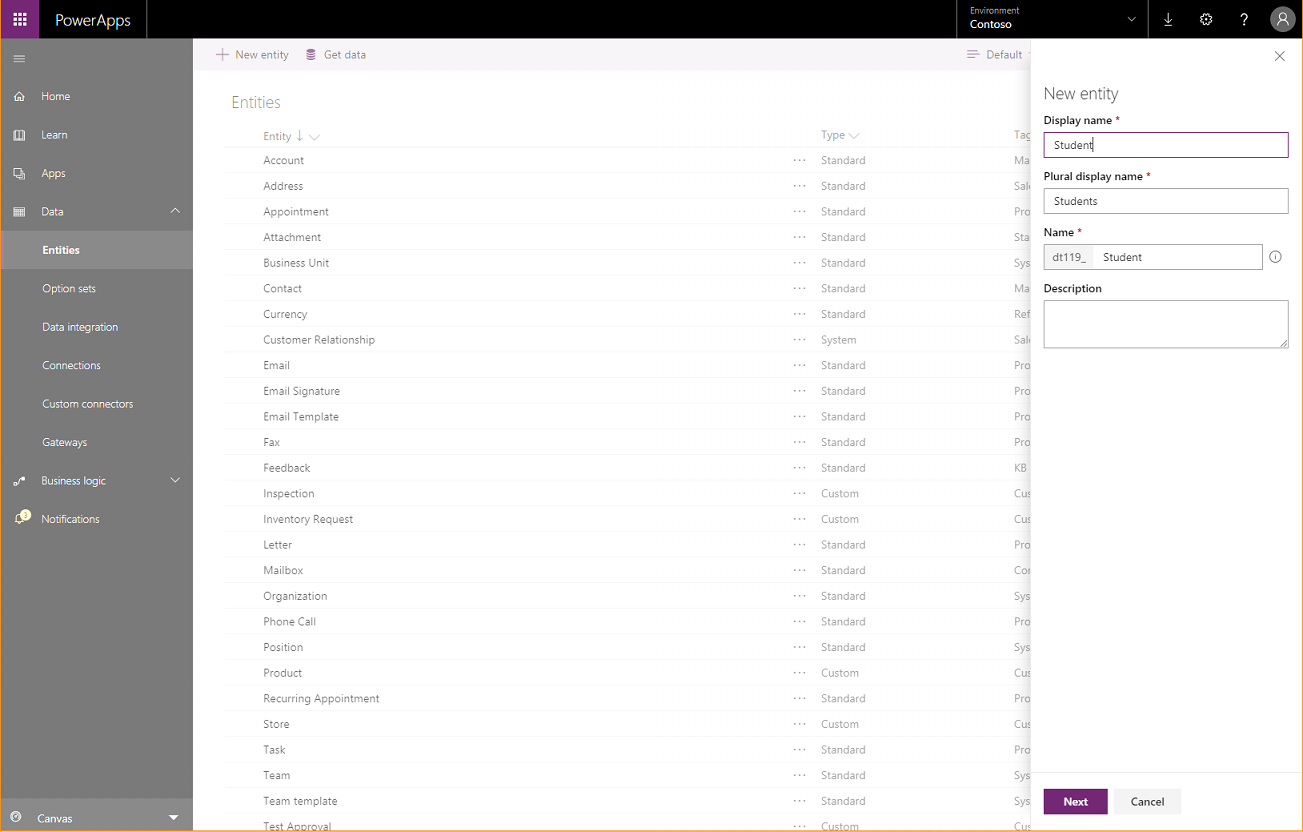 PowerApps
Environment
Contoso
?
New entity
Get data
Default
Home
Learn
Apps
Data
Entities
Option sets
Data integration
Connections
Custom connectors
Gateways
Business logic
3
Notifications
Canvas
Entities
Entity Type Tag
Account ... Standard Ma
Address ... Standard Sal
Appointment ... Standard Pro
Attachment ... Standard Sta
Business Unit ... Standard Sys
Contact ... Standard Ma
Currency ... Standard Ref
Customer Relationship ... System Sal
Email ... Standard Pro
Email Signature ... Standard Pro
Email Template ... Standard Pro
Fax ... Standard Pro
Feedback ... Standard KB
Inspection ... Custom Cus
Inventory Request ... Custom Cus
Letter ... Standard Pro
Mailbox ... Standard Cor
Organization ... Standard Sys
Phone Call ... Standard Pro
Position ... Standard Sys
Product ... Custom Cus
Recurring Appointment ... Standard Pro
Store ... Custom Cus
Task ... Standard Pro
Team ... Standard Sys
Team template ... Standard Sys
Test Approval ... Custom Cus
New entity
Display name *
Student
Plural display name *
Students
Name *
dt119_ Student
Description
Next Cancel